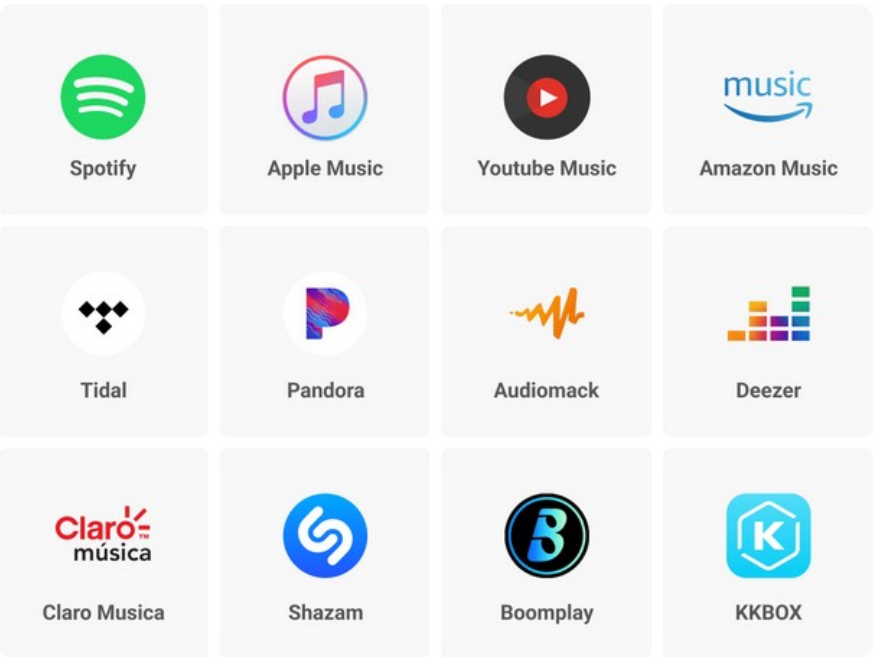 Spotify
Apple Music
Youtube Music
music
Amazon Music
Tidal
Pandora
Audiomack
Deezer
Claro
TM
música
Claro Musica
Shazam
B
Boomplay
K
KKBOX